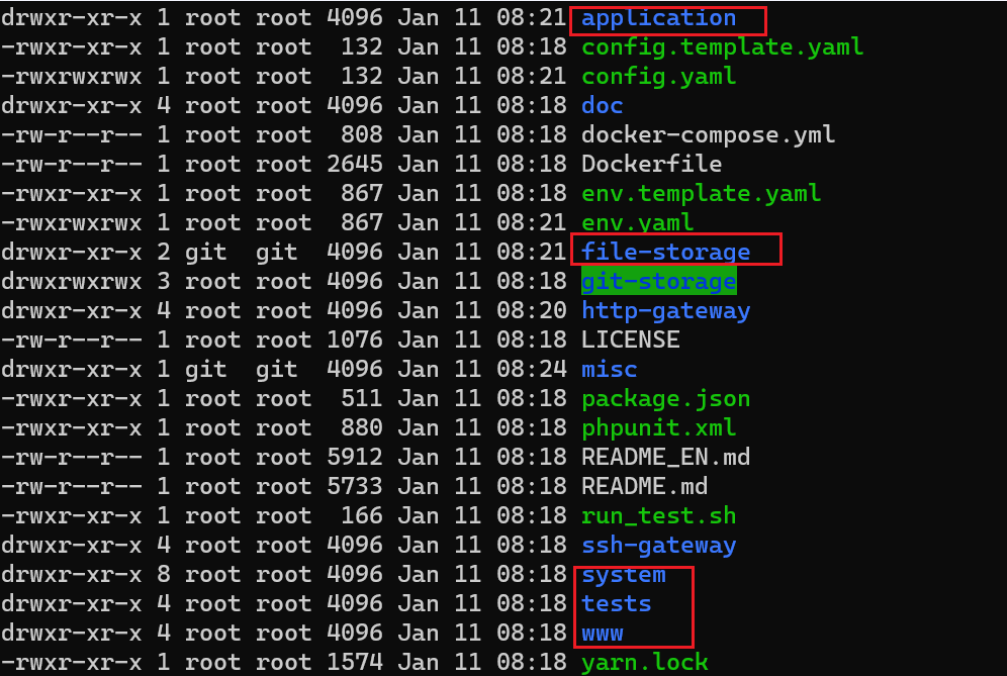 drwxr-xr-x 1 root root 4096 Jan 11 08:21 application
-rwxr-xr-x 1 root root  132 Jan 11 08:18 config.template.yaml
-rwxrwxrwx 1 root root  132 Jan 11 08:21 config.yaml
drwxr-xr-x 4 root root 4096 Jan 11 08:18 doc
-rw-r--r-- 1 root root  808 Jan 11 08:18 docker-compose.yml
-rw-r--r-- 1 root root 2645 Jan 11 08:18 Dockerfile
-rwxr-xr-x 1 root root  867 Jan 11 08:18 env.template.yaml
-rwxrwxrwx 1 root root  867 Jan 11 08:21 env.yaml
drwxr-xr-x 2 git  git  4096 Jan 11 08:21 file-storage
drwxrwxrwx 3 root root 4096 Jan 11 08:18 git-storage
drwxr-xr-x 4 root root 4096 Jan 11 08:20 http-gateway
-rw-r--r-- 1 root root 1076 Jan 11 08:18 LICENSE
drwxr-xr-x 1 git  git  4096 Jan 11 08:24 misc
-rwxr-xr-x 1 root root  511 Jan 11 08:18 package.json
-rwxr-xr-x 1 root root  880 Jan 11 08:18 phpunit.xml
-rw-r--r-- 1 root root 5912 Jan 11 08:18 README_EN.md
-rw-r--r-- 1 root root 5733 Jan 11 08:18 README.md
-rwxr-xr-x 1 root root  166 Jan 11 08:18 run_test.sh
drwxr-xr-x 4 root root 4096 Jan 11 08:18 ssh-gateway
drwxr-xr-x 8 root root 4096 Jan 11 08:18 system
drwxr-xr-x 4 root root 4096 Jan 11 08:18 tests
drwxr-xr-x 4 root root 4096 Jan 11 08:18 www
-rwxr-xr-x 1 root root 1574 Jan 11 08:18 yarn.lock